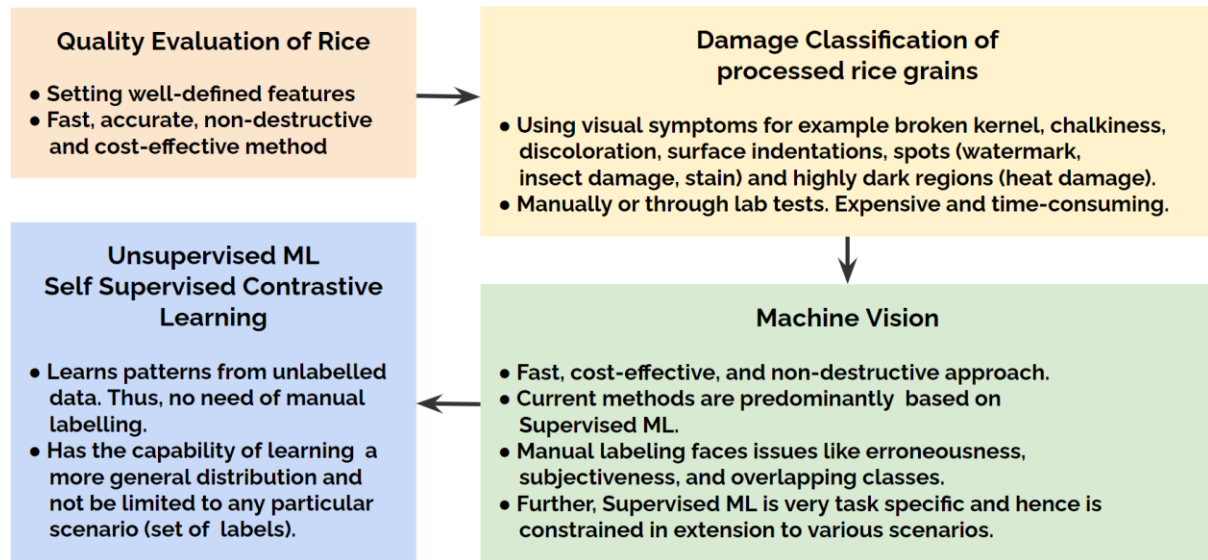 Quality Evaluation of Rice
● Setting well-defined features
● Fast, accurate, non-destructive
and cost-effective method
Damage Classification of
processed rice grains
● Using visual symptoms for example broken kernel, chalkiness,
discoloration, surface indentations, spots (watermark,
insect damage, stain) and highly dark regions (heat damage).
● Manually or through lab tests. Expensive and time-consuming.
Machine Vision
● Fast, cost-effective, and non-destructive approach.
● Current methods are predominantly based on
Supervised ML.
● Manual labeling faces issues like erroneousness,
subjectiveness, and overlapping classes.
● Further, Supervised ML is very task specific and hence is
constrained in extension to various scenarios.
Unsupervised ML
Self Supervised Contrastive
Learning
● Learns patterns from unlabelled
data. Thus, no need of manual
labelling.
● Has the capability of learning a
more general distribution and
not be limited to any particular
scenario (set of labels).